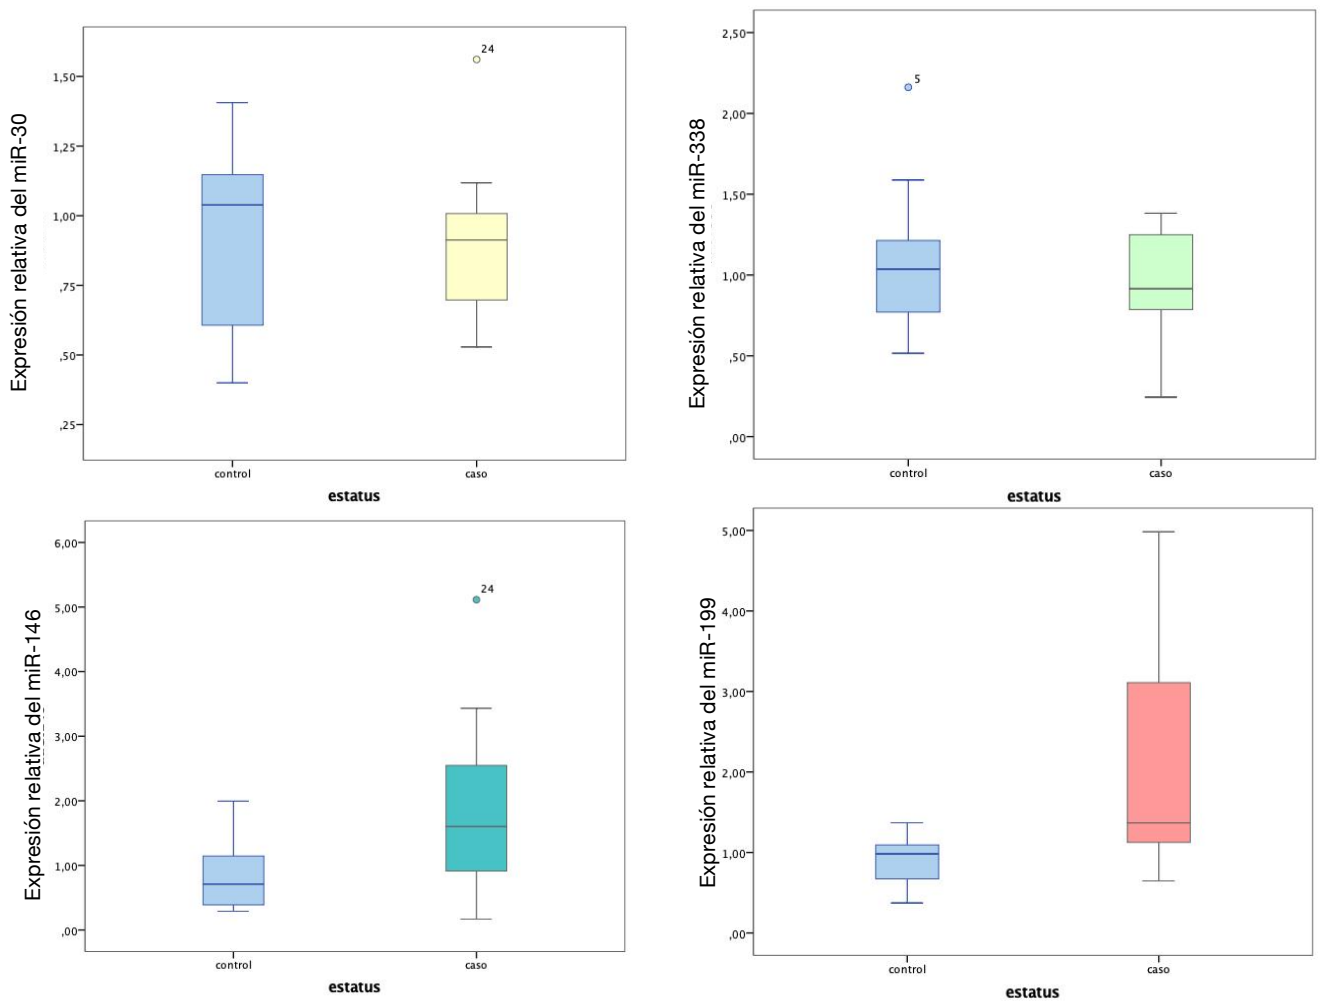 Expresión relativa del miR-30
1,50
1,25
1,00
,75
,50
,25
24
control
caso
estatus
Expresión relativa del miR-338
2,50
2,00
1,50
1,00
,50
,00
5
control
caso
estatus
Expresión relativa del miR-146
6,00
5,00
4,00
3,00
2,00
1,00
,00
24
control
caso
estatus
Expresión relativa del miR-199
5,00
4,00
3,00
2,00
1,00
,00
control
caso
estatus